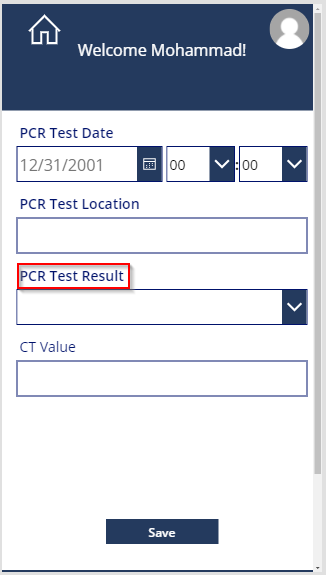 Welcome Mohammad!
PCR Test Date
12/31/2001 00 : 00
PCR Test Location
PCR Test Result
CT Value
Save